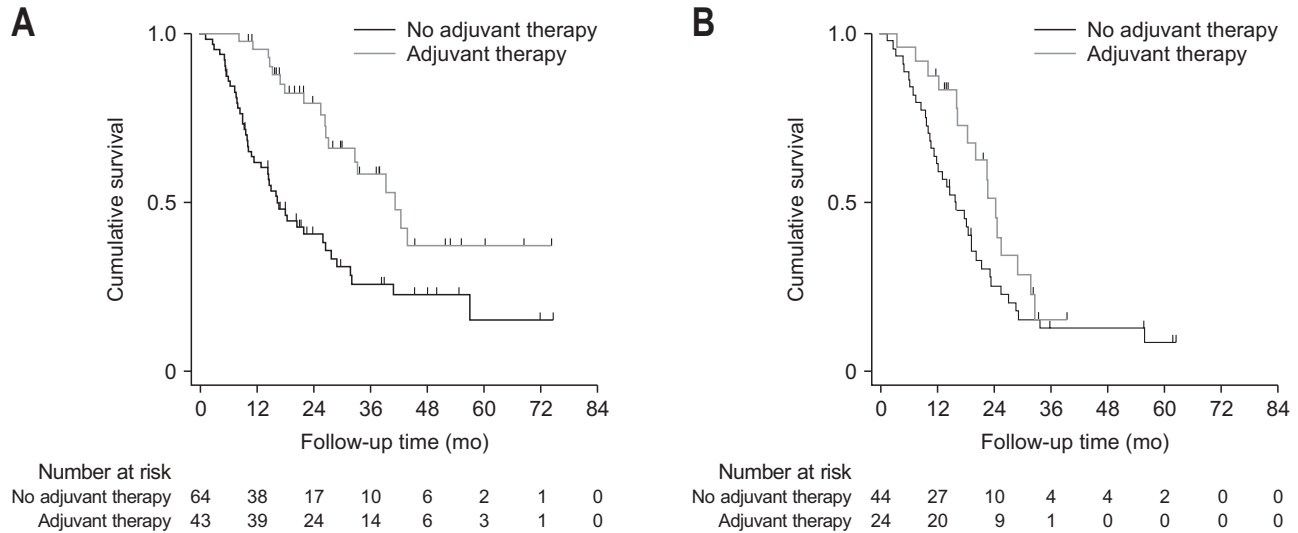 A
No adjuvant therapy
Adjuvant therapy
1.0
0.5
0
Cumulative survival
0 12 24 36 48 60 72 84
Follow-up time (mo)
Number at risk
No adjuvant therapy 64 38 17 10 6 2 1 0
Adjuvant therapy 43 39 24 14 6 3 1 0
B
No adjuvant therapy
Adjuvant therapy
1.0
0.5
0
Cumulative survival
0 12 24 36 48 60 72 84
Follow-up time (mo)
Number at risk
No adjuvant therapy 44 27 10 4 4 2 0 0
Adjuvant therapy 24 20 9 1 0 0 0 0